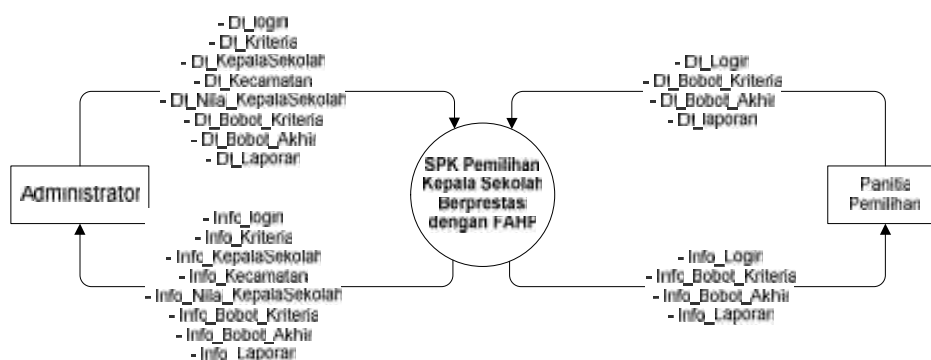 - Dt_login
- Dt_Kriteria
- Dt_KepalaSekolah
- Dt_Kecamatan
- Dt_Nilai_KepalaSekolah
- Dt_Bobot_Kriteria
- Dt_Bobot_Akhir
- Dt_Laporan
Administrator
- Info_login
- Info_Kriteria
- Info_KepalaSekolah
- Info_Kecamatan
- Info_Nilai_KepalaSekolah
- Info_Bobot_Kriteria
- Info_Bobot_Akhir
- Info_Laporan
SPK Pemilihan
Kepala Sekolah
Berprestasi
dengan FAHP
- Dt_Login
- Dt_Bobot_Kriteria
- Dt_Bobot_Akhir
- Dt_laporan
Panitia
Pemilihan
- Info_Login
- Info_Bobot_Kriteria
- Info_Bobot_Akhir
- Info_Laporan